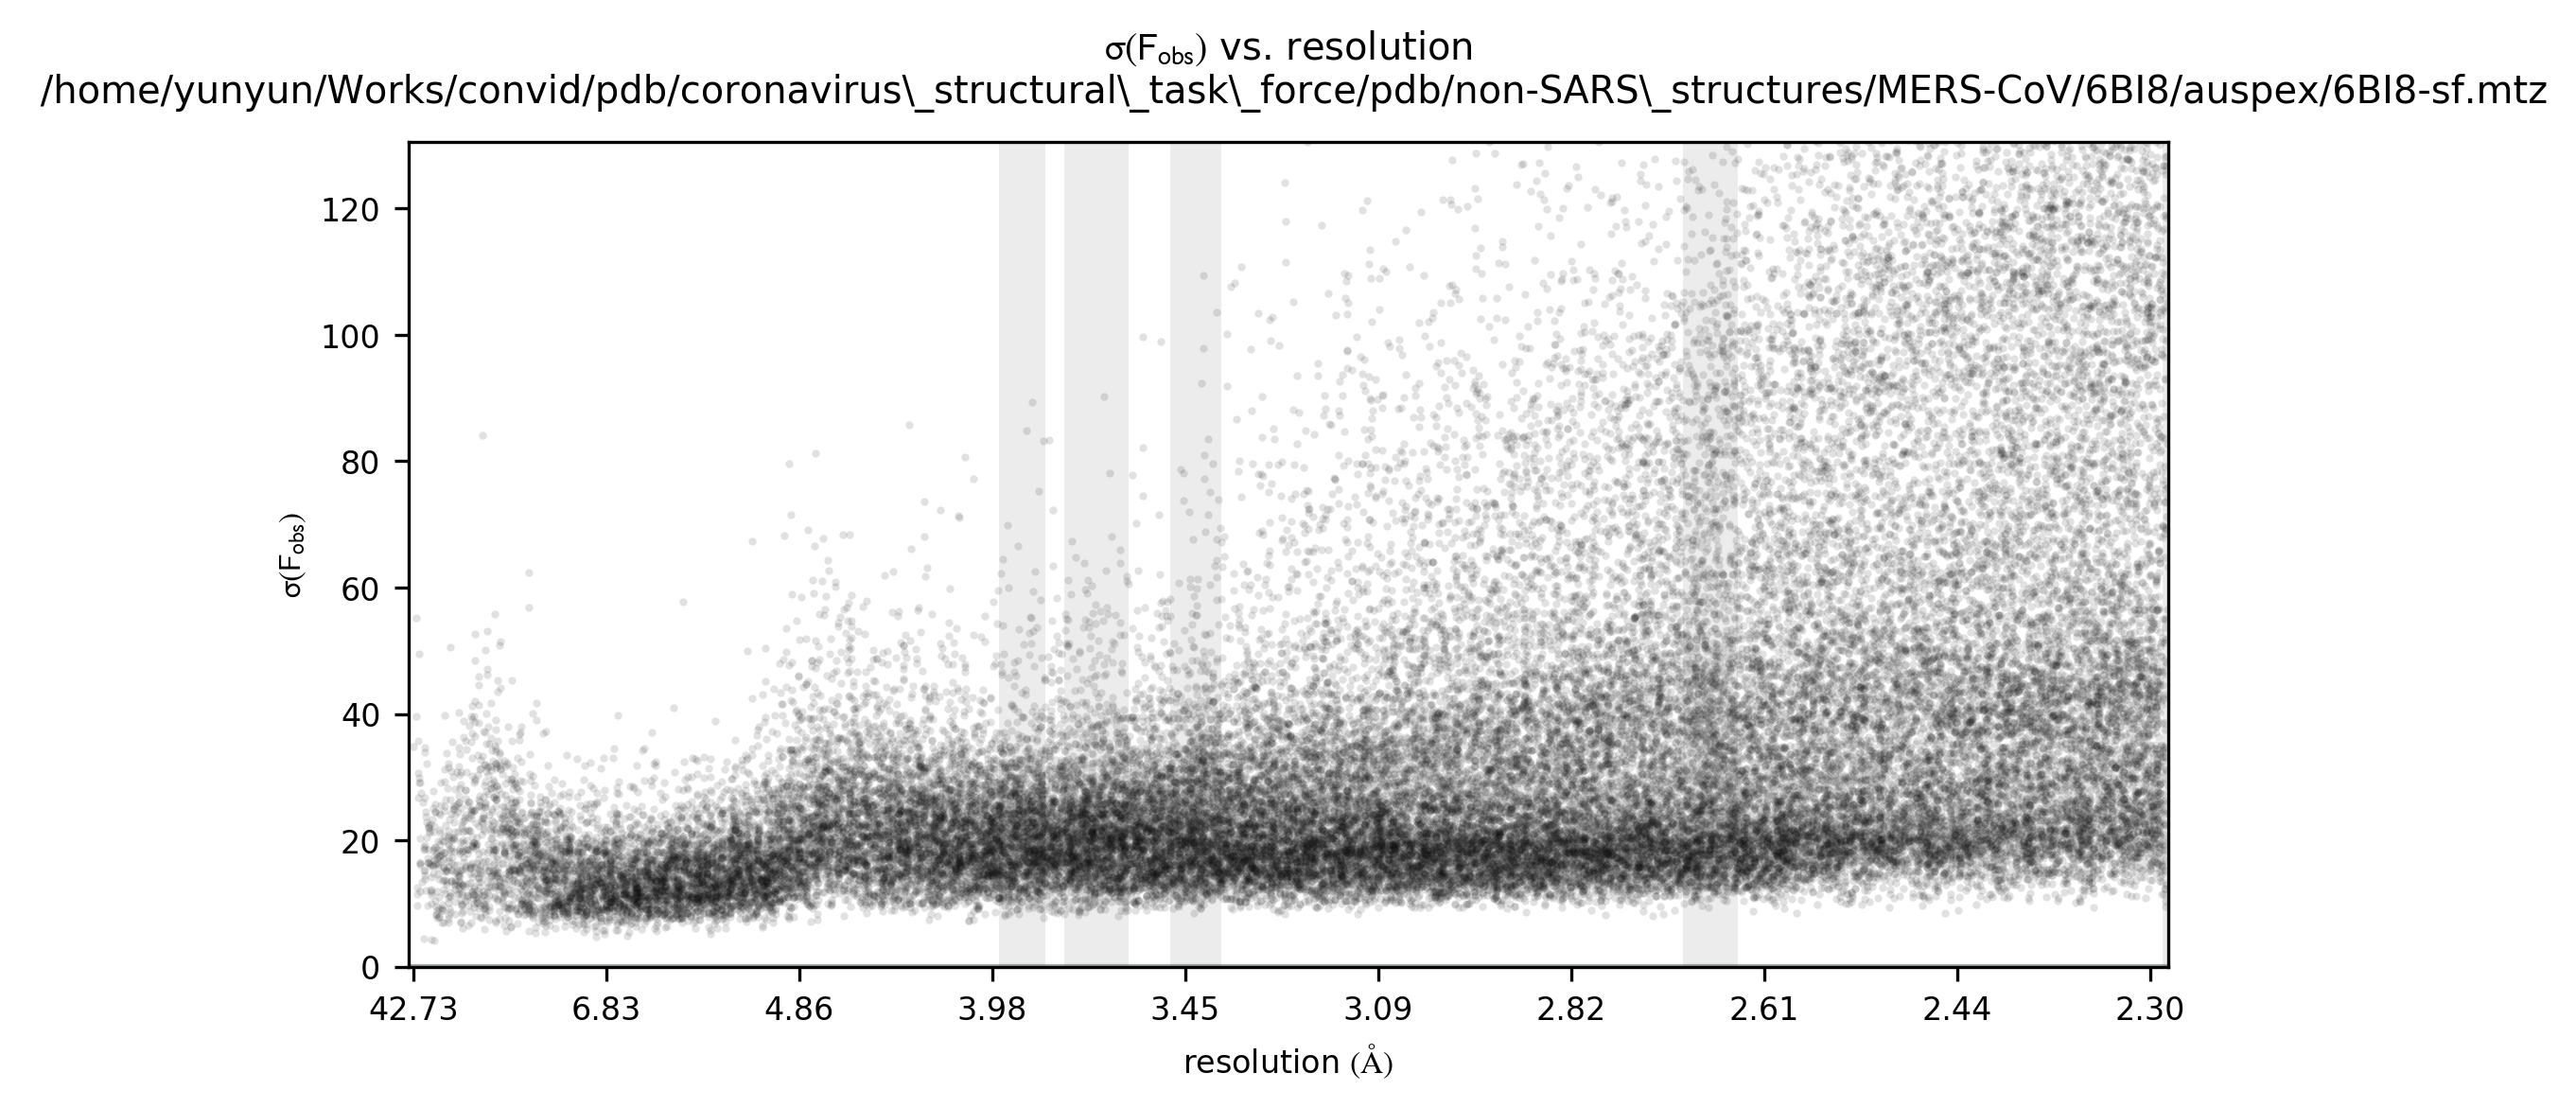 σ(Fobs) vs. resolution
/home/yunyun/Works/convid/pdb/coronavirus\_structural\_task\_force/pdb/non-SARS\_structures/MERS-CoV/6BI8/auspex/6BI8-sf.mtz
120
100
80
60
40
20
0
σ(Fobs)
42.73 6.83 4.86 3.98 3.45 3.09 2.82 2.61 2.44 2.30
resolution (Å)